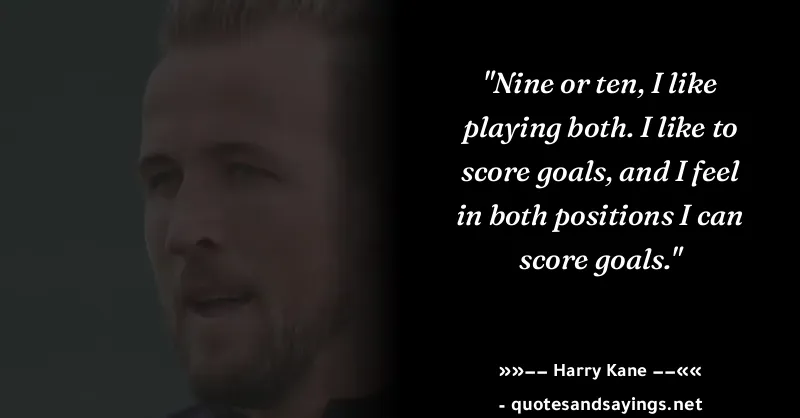 "Nine or ten, I like
playing both. I like to
score goals, and I feel
in both positions I can
score goals."
»»–– Harry Kane ––««
- quotesandsayings.net